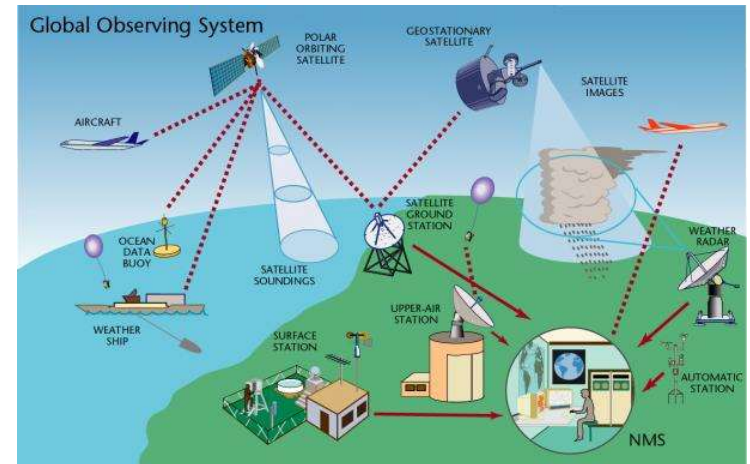 Global Observing System
POLAR
ORBITING
SATELLITE
GEOSTATIONARY
SATELLITE
SATELLITE
IMAGES
AIRCRAFT
SATELLITE
GROUND
STATION
OCEAN
DATA
BUOY
SATELLITE
SOUNDINGS
WEATHER
RADAR
WEATHER
SHIP
UPPER-AIR
STATION
SURFACE
STATION
AUTOMATIC
STATION
NMS